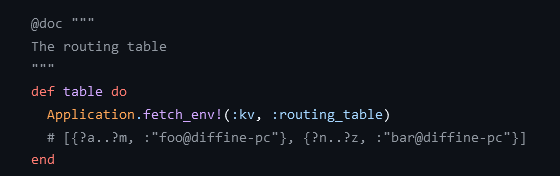 @doc """
The routing table
"""
def table do
Application.fetch_env!(:kv, :routing_table)
# [{?a..?m, :"foo@diffine-pc"}, {?n..?z, :"bar@diffine-pc"}]
end